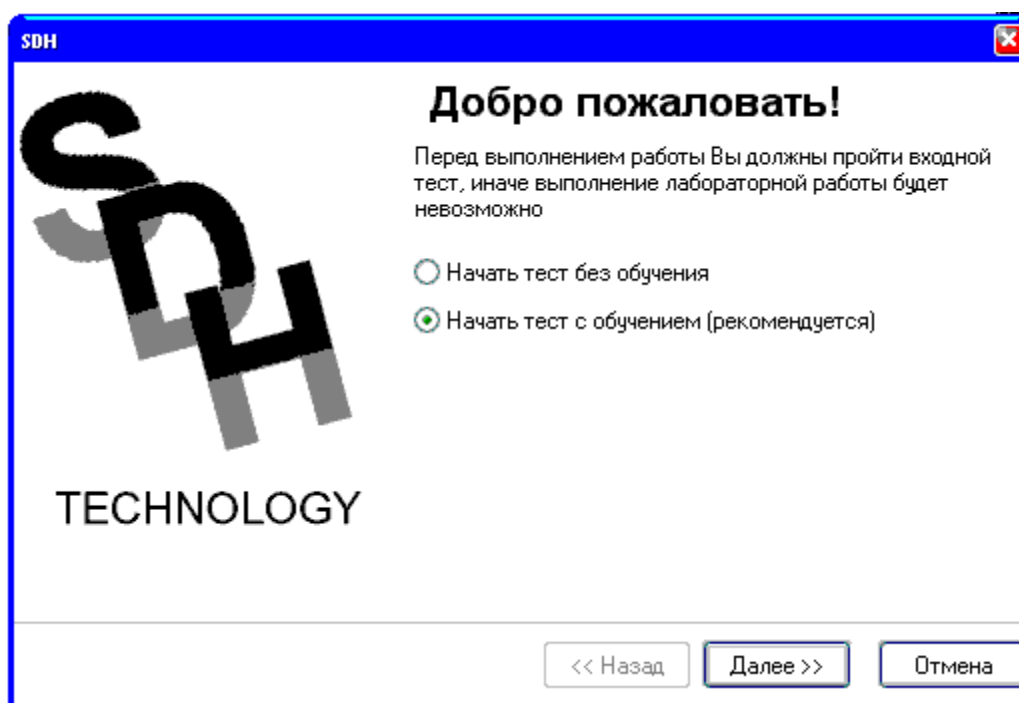 SDH
Добро пожаловать!
Перед выполнением работы Вы должны пройти входной
тест, иначе выполнение лабораторной работы будет
невозможно
Начать тест без обучения
Начать тест с обучением (рекомендуется)
SDH
TECHNOLOGY
<< Назад
Далее >>
Отмена